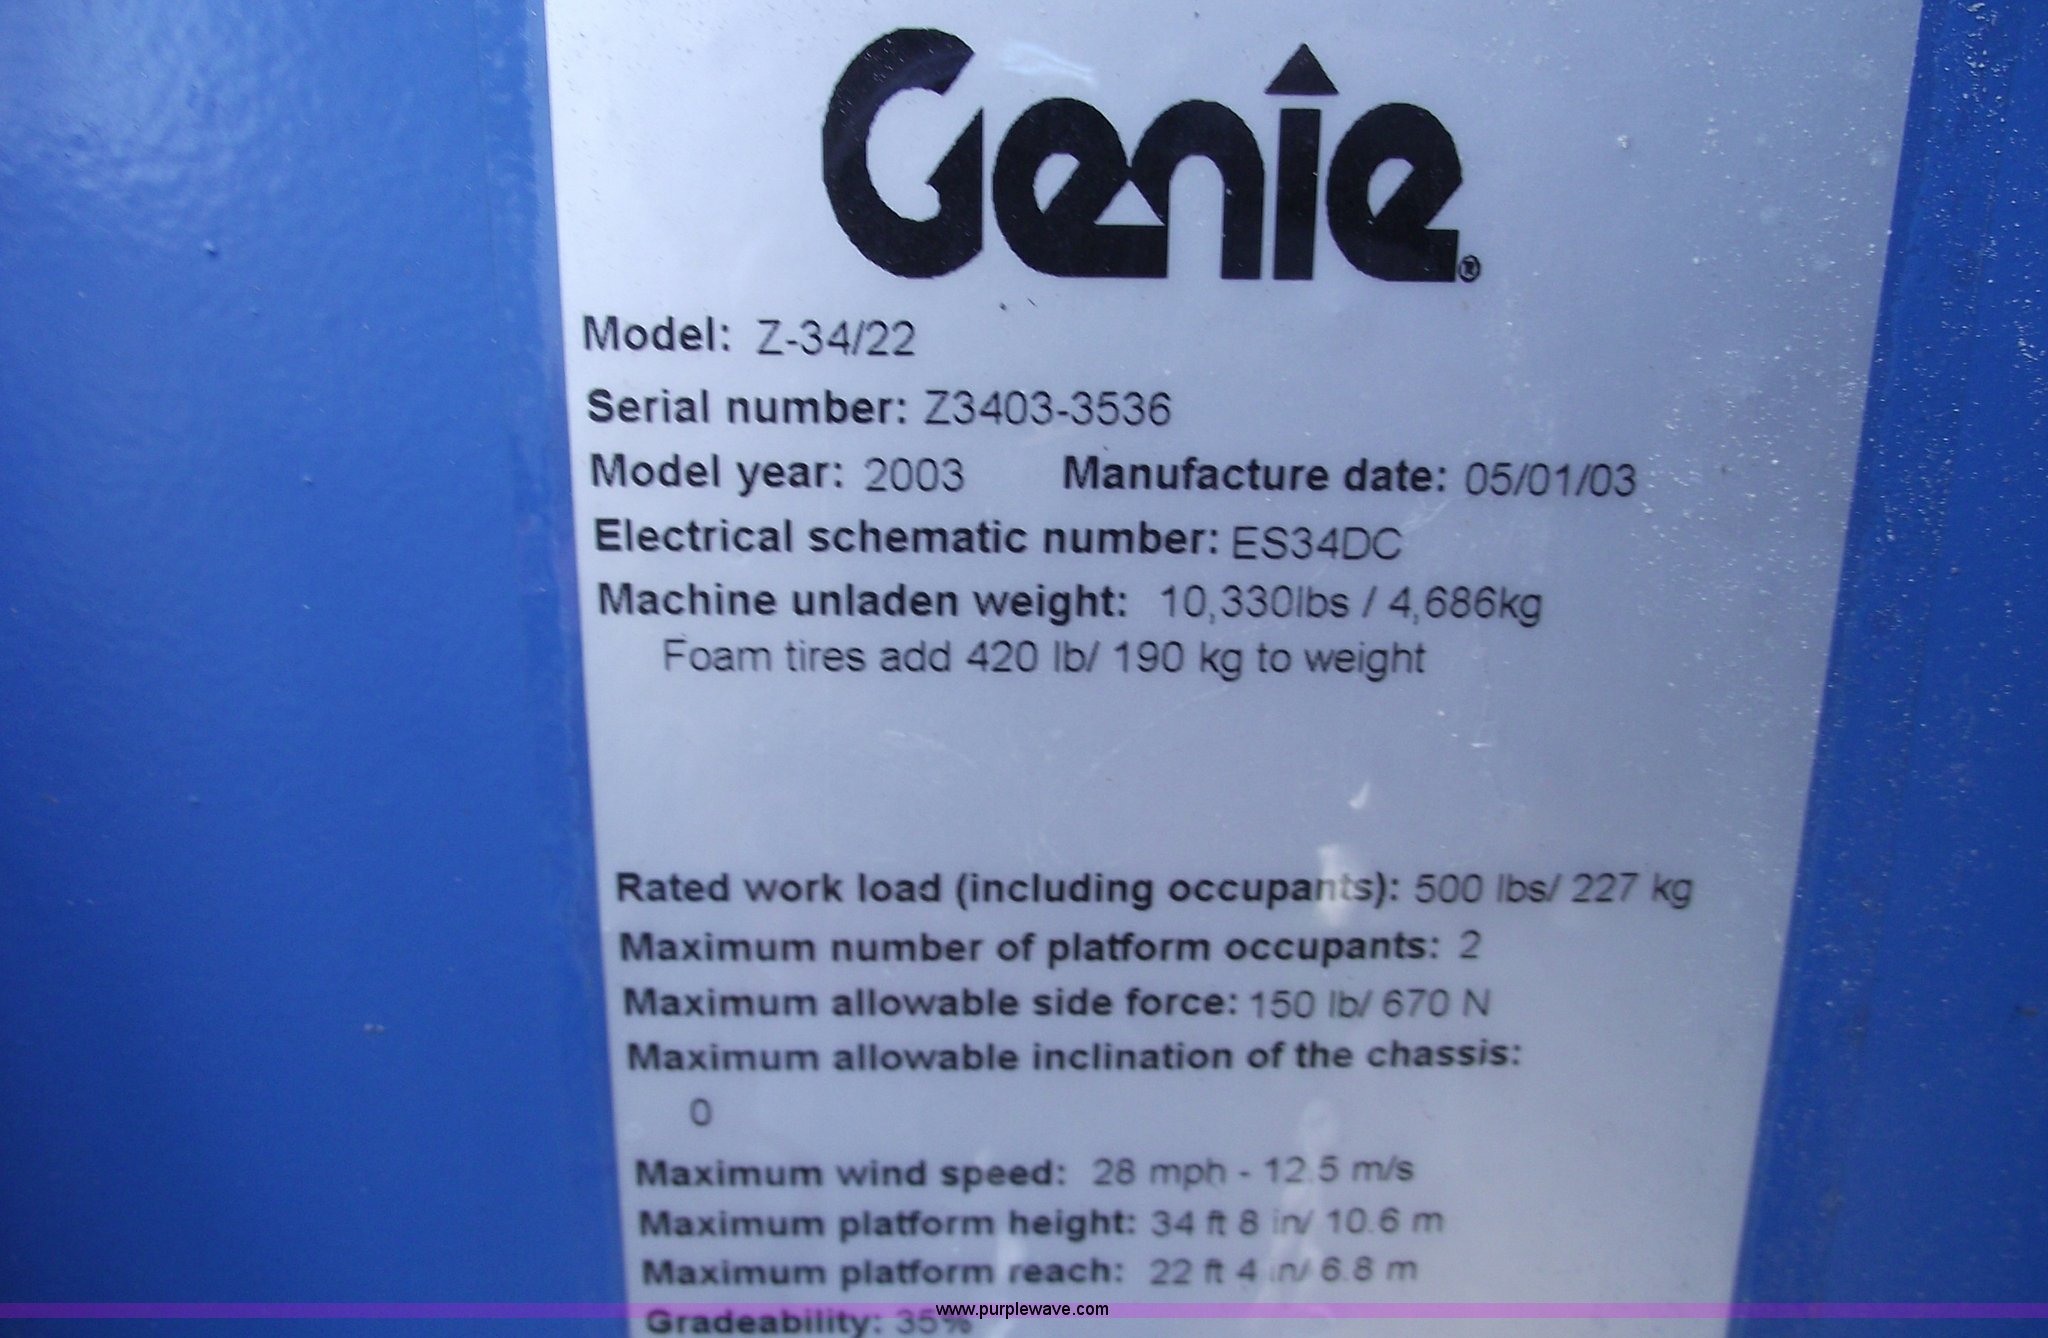 Genie®
Model: Z-34/22
Serial number: Z3403-3536
Model year: 2003 Manufacture date: 05/01/03
Electrical schematic number: ES34DC
Machine unladen weight: 10,330lbs / 4,686kg
Foam tires add 420 lb/ 190 kg to weight
Rated work load (including occupants): 500 lbs/ 227 kg
Maximum number of platform occupants: 2
Maximum allowable side force: 150 lb/ 670 N
Maximum allowable inclination of the chassis:
0
Maximum wind speed: 28 mph - 12.5 m/s
Maximum platform height: 34 ft 8 in/ 10.6 m
Maximum platform reach: 22 ft 4 in/ 6.8 m
Gradeability: 35%
www.purplewave.com